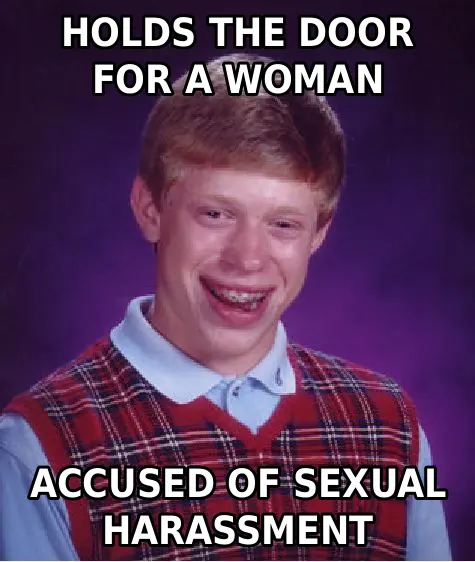 HOLDS THE DOOR
FOR A WOMAN
ACCUSED OF SEXUAL
HARASSMENT